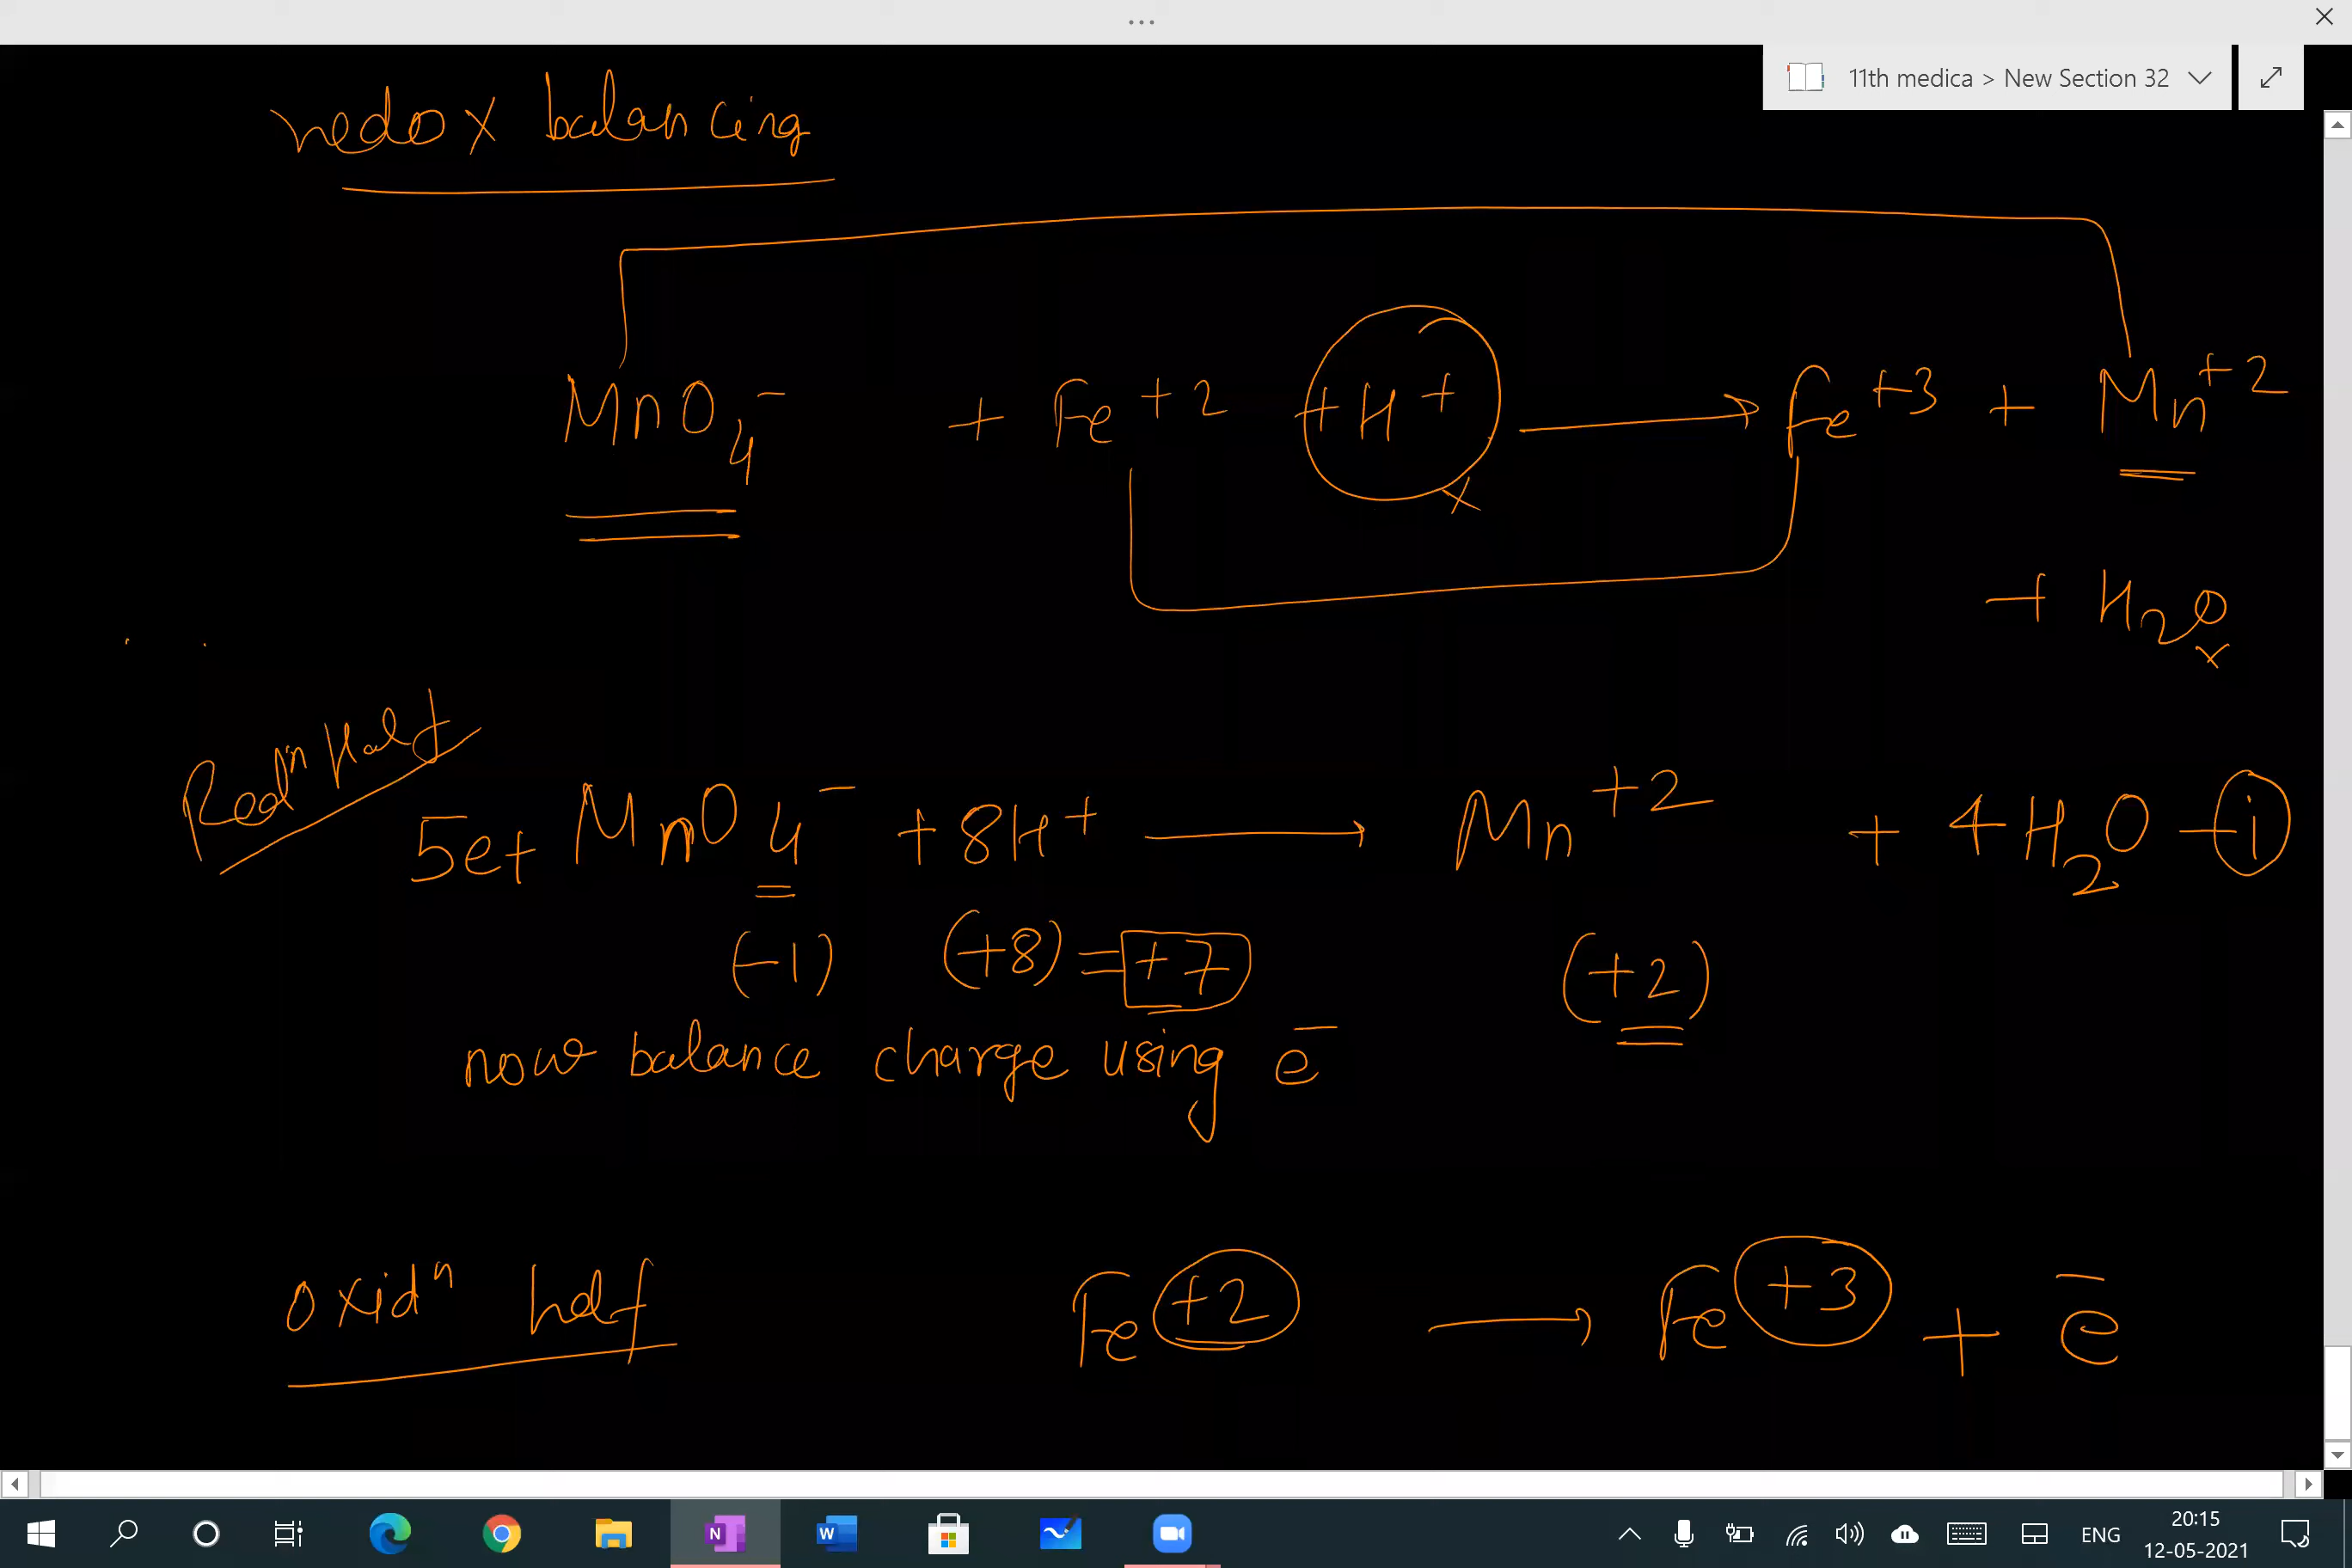 11th medica > New Section 32
redox balancing
MnO₄⁻ + Fe⁺² + H⁺ ⟶ Fe⁺³ + Mn⁺²
+ H₂O
Redⁿ Half
5e+ MnO₄⁻ + 8H⁺ ⟶ Mn⁺² + 4H₂O – i
(−1) (+8) = +7 (+2)
now balance charge using e⁻
oxidⁿ half Fe⁺² ⟶ Fe⁺³ + e⁻
ENG
20:15
12-05-2021